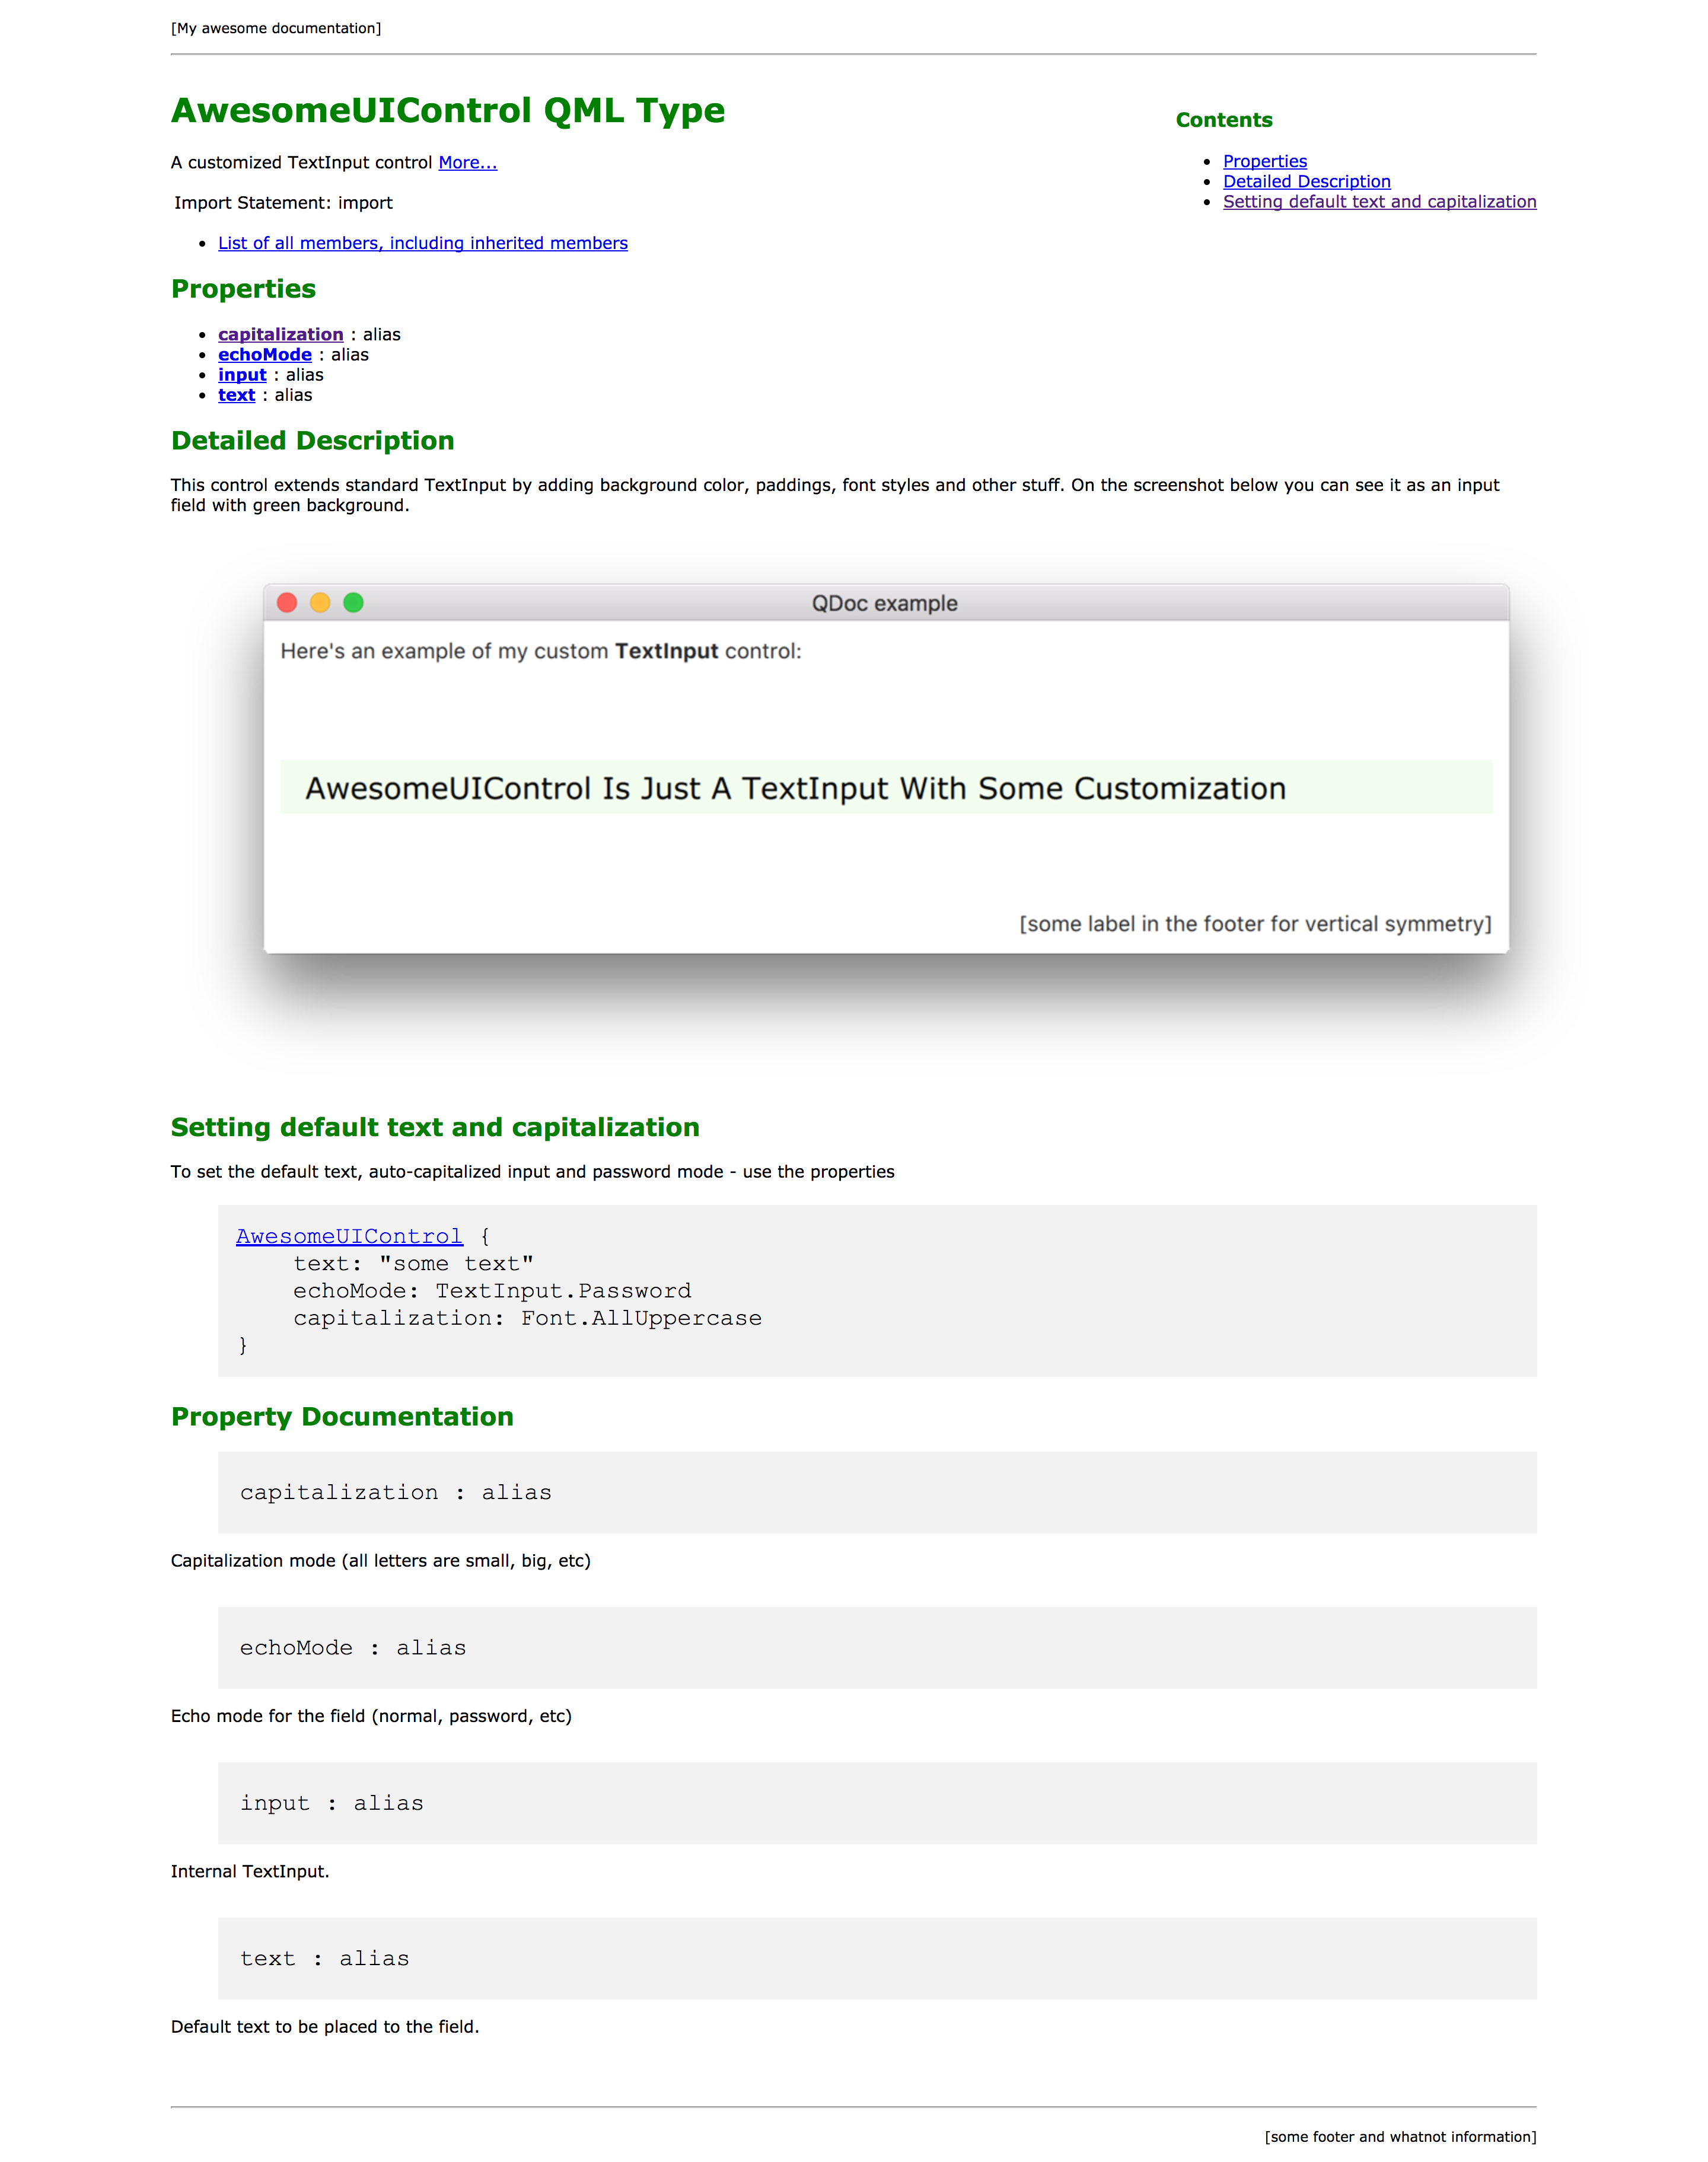 [My awesome documentation]
AwesomeUIControl QML Type
A customized TextInput control More...
Import Statement: import
• List of all members, including inherited members
Contents
• Properties
• Detailed Description
• Setting default text and capitalization
Properties
• capitalization : alias
• echoMode : alias
• input : alias
• text : alias
Detailed Description
This control extends standard TextInput by adding background color, paddings, font styles and other stuff. On the screenshot below you can see it as an input
field with green background.
QDoc example
Here's an example of my custom TextInput control:
AwesomeUIControl Is Just A TextInput With Some Customization
[some label in the footer for vertical symmetry]
Setting default text and capitalization
To set the default text, auto-capitalized input and password mode - use the properties
AwesomeUIControl {
    text: "some text"
    echoMode: TextInput.Password
    capitalization: Font.AllUppercase
}
Property Documentation
capitalization : alias
Capitalization mode (all letters are small, big, etc)
echoMode : alias
Echo mode for the field (normal, password, etc)
input : alias
Internal TextInput.
text : alias
Default text to be placed to the field.
[some footer and whatnot information]